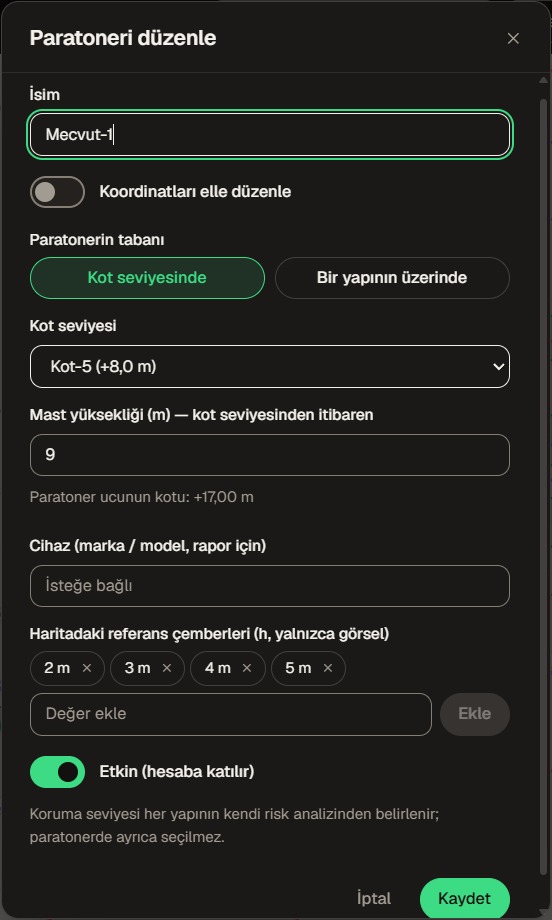 Paratoneri düzenle
İsim
Mecvut-1
Koordinatları elle düzenle
Paratonerin tabanı
Kot seviyesinde
Bir yapının üzerinde
Kot seviyesi
Kot-5 (+8,0 m)
Mast yüksekliği (m) — kot seviyesinden itibaren
9
Paratoner ucunun kotu: +17,00 m
Cihaz (marka / model, rapor için)
İsteğe bağlı
Haritadaki referans çemberleri (h, yalnızca görsel)
2 m × 3 m × 4 m × 5 m ×
Değer ekle
Ekle
Etkin (hesaba katılır)
Koruma seviyesi her yapının kendi risk analizinden belirlenir;
paratonerde ayrıca seçilmez.
İptal
Kaydet